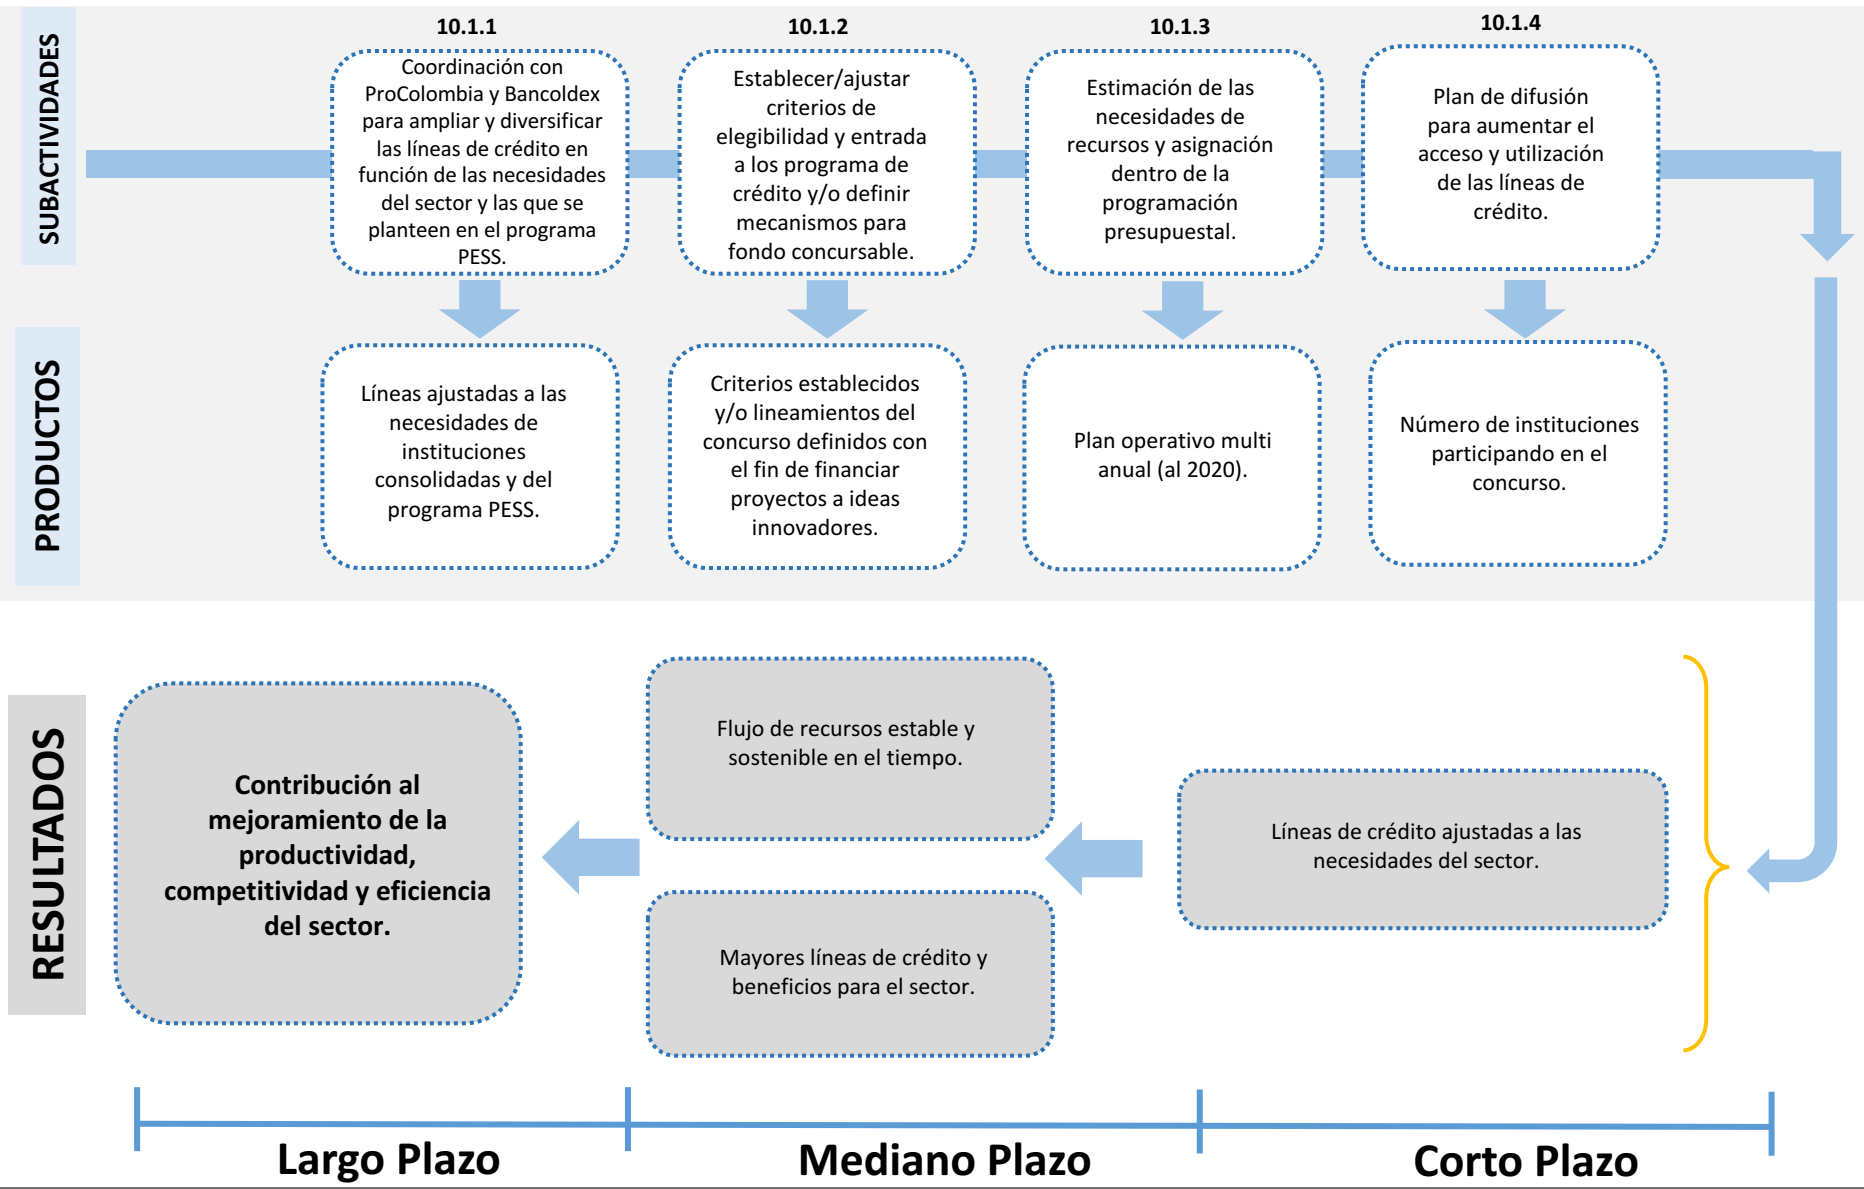 SUBACTIVIDADES
10.1.1
Coordinación con
ProColombia y Bancoldex
para ampliar y diversificar
las líneas de crédito en
función de las necesidades
del sector y las que se
planteen en el programa
PESS.
10.1.2
Establecer/ajustar
criterios de
elegibilidad y entrada
a los programa de
crédito y/o definir
mecanismos para
fondo concursable.
10.1.3
Estimación de las
necesidades de
recursos y asignación
dentro de la
programación
presupuestal.
10.1.4
Plan de difusión
para aumentar el
acceso y utilización
de las líneas de
crédito.
PRODUCTOS
Líneas ajustadas a las
necesidades de
instituciones
consolidadas y del
programa PESS.
Criterios establecidos
y/o lineamientos del
concurso definidos con
el fin de financiar
proyectos a ideas
innovadores.
Plan operativo multi
anual (al 2020).
Número de instituciones
participando en el
concurso.
RESULTADOS
Contribución al
mejoramiento de la
productividad,
competitividad y eficiencia
del sector.
Flujo de recursos estable y
sostenible en el tiempo.
Mayores líneas de crédito y
beneficios para el sector.
Líneas de crédito ajustadas a las
necesidades del sector.
Largo Plazo
Mediano Plazo
Corto Plazo